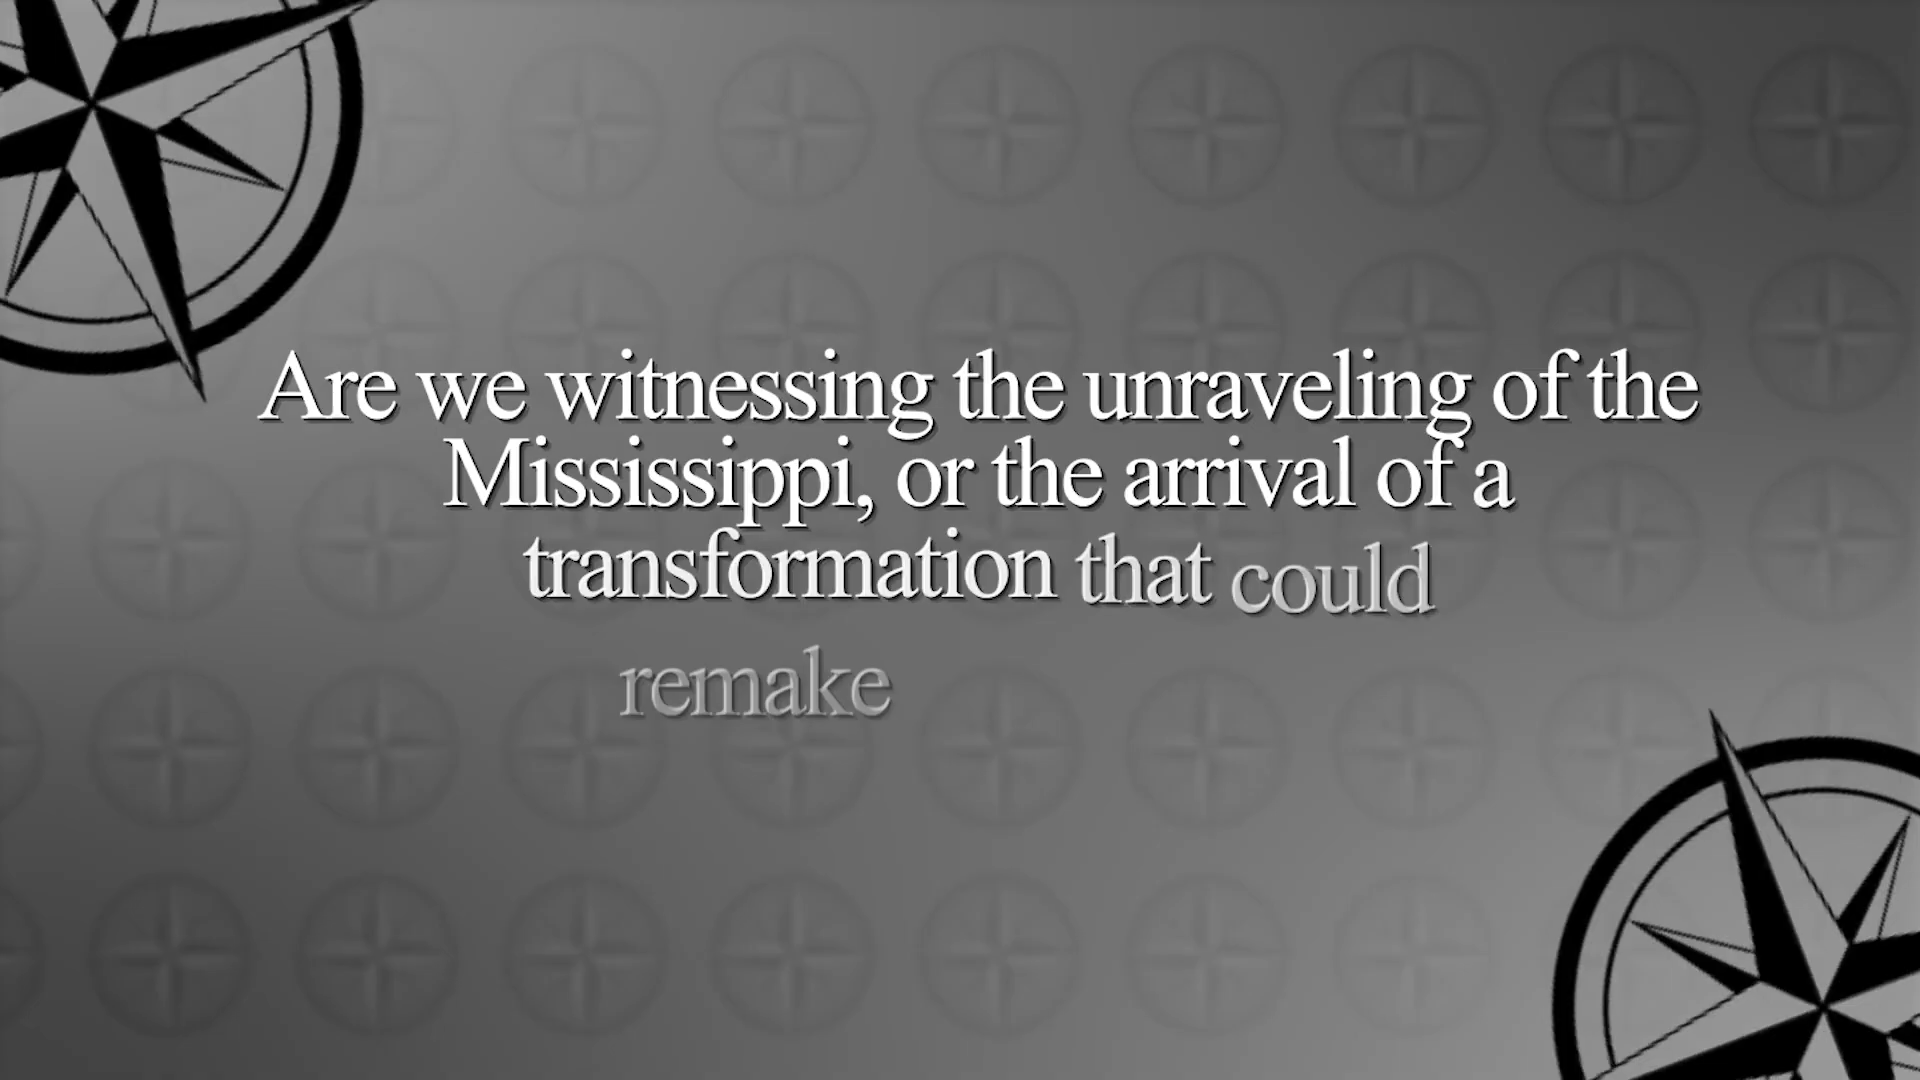 Are we witnessing the unraveling of the
Mississippi, or the arrival of a
transformation that could
remake